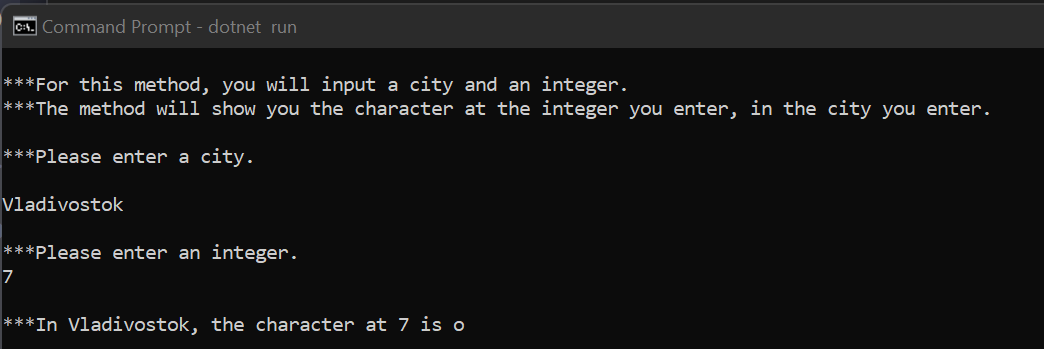 Command Prompt - dotnet  run
***For this method, you will input a city and an integer.
***The method will show you the character at the integer you enter, in the city you enter.
***Please enter a city.
Vladivostok
***Please enter an integer.
7
***In Vladivostok, the character at 7 is o